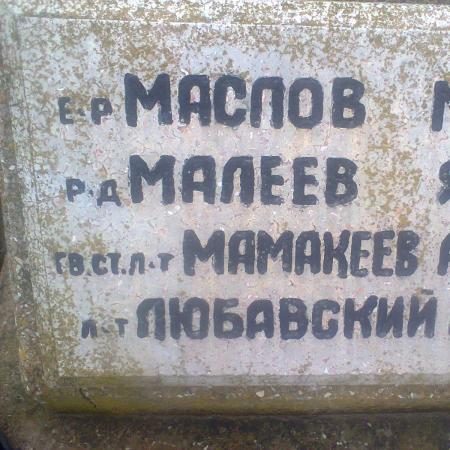 Е-Р МАСЛОВ
Р-Д МАЛЕЕВ
ГВ.СТ.Л-Т МАМАКЕЕВ
Л-Т ЛЮБАВСКИЙ